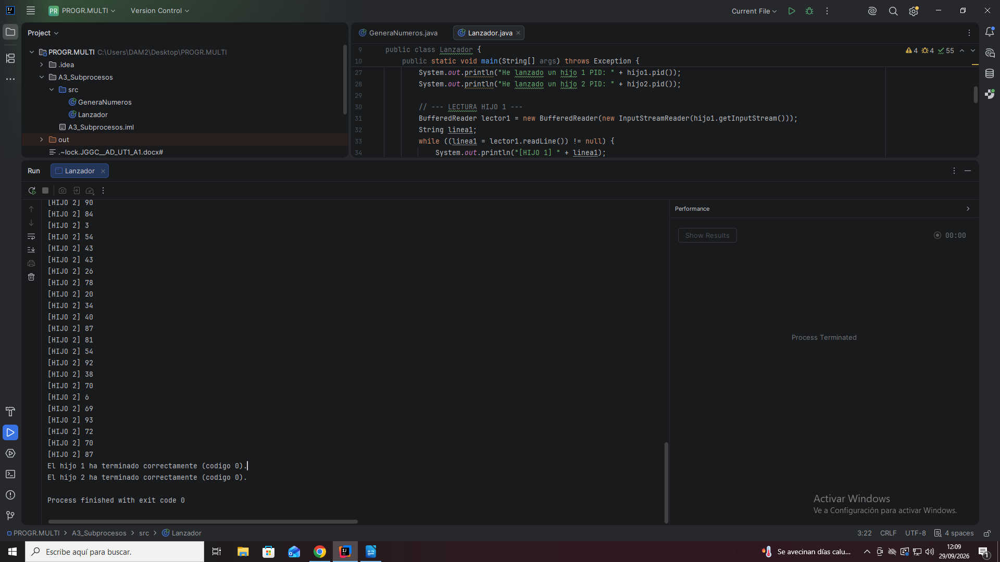 PR PROGR.MULTI
Version Control
Current File
Project
PROGR.MULTI C:\Users\DAM2\Desktop\PROGR.MULTI
.idea
A3_Subprocesos
src
GeneraNumeros
Lanzador
A3_Subprocesos.iml
out
.~lock.JGGC__AD_UT1_A1.docx#
GeneraNumeros.java
Lanzador.java
4 4 55
9 public class Lanzador {
10 public static void main(String[] args) throws Exception {
27 System.out.println("He lanzado un hijo 1 PID: " + hijo1.pid());
28 System.out.println("He lanzado un hijo 2 PID: " + hijo2.pid());
29
30 // --- LECTURA HIJO 1 ---
31 BufferedReader lector1 = new BufferedReader(new InputStreamReader(hijo1.getInputStream()));
32 String linea1;
33 while ((linea1 = lector1.readLine()) != null) {
34 System.out.println("[HIJO 1] " + linea1);
Run Lanzador
[HIJO 2] 90
[HIJO 2] 84
[HIJO 2] 3
[HIJO 2] 54
[HIJO 2] 43
[HIJO 2] 43
[HIJO 2] 26
[HIJO 2] 78
[HIJO 2] 20
[HIJO 2] 34
[HIJO 2] 40
[HIJO 2] 87
[HIJO 2] 81
[HIJO 2] 54
[HIJO 2] 92
[HIJO 2] 38
[HIJO 2] 70
[HIJO 2] 6
[HIJO 2] 69
[HIJO 2] 93
[HIJO 2] 72
[HIJO 2] 70
[HIJO 2] 87
El hijo 1 ha terminado correctamente (codigo 0).
El hijo 2 ha terminado correctamente (codigo 0).
Process finished with exit code 0
Performance
Show Results
00:00
Process Terminated
Activar Windows
Ve a Configuración para activar Windows.
PROGR.MULTI > A3_Subprocesos > src > Lanzador
3:22 CRLF UTF-8 4 spaces
Escribe aquí para buscar.
Se avecinan días calu...
12:09
29/09/2026
1